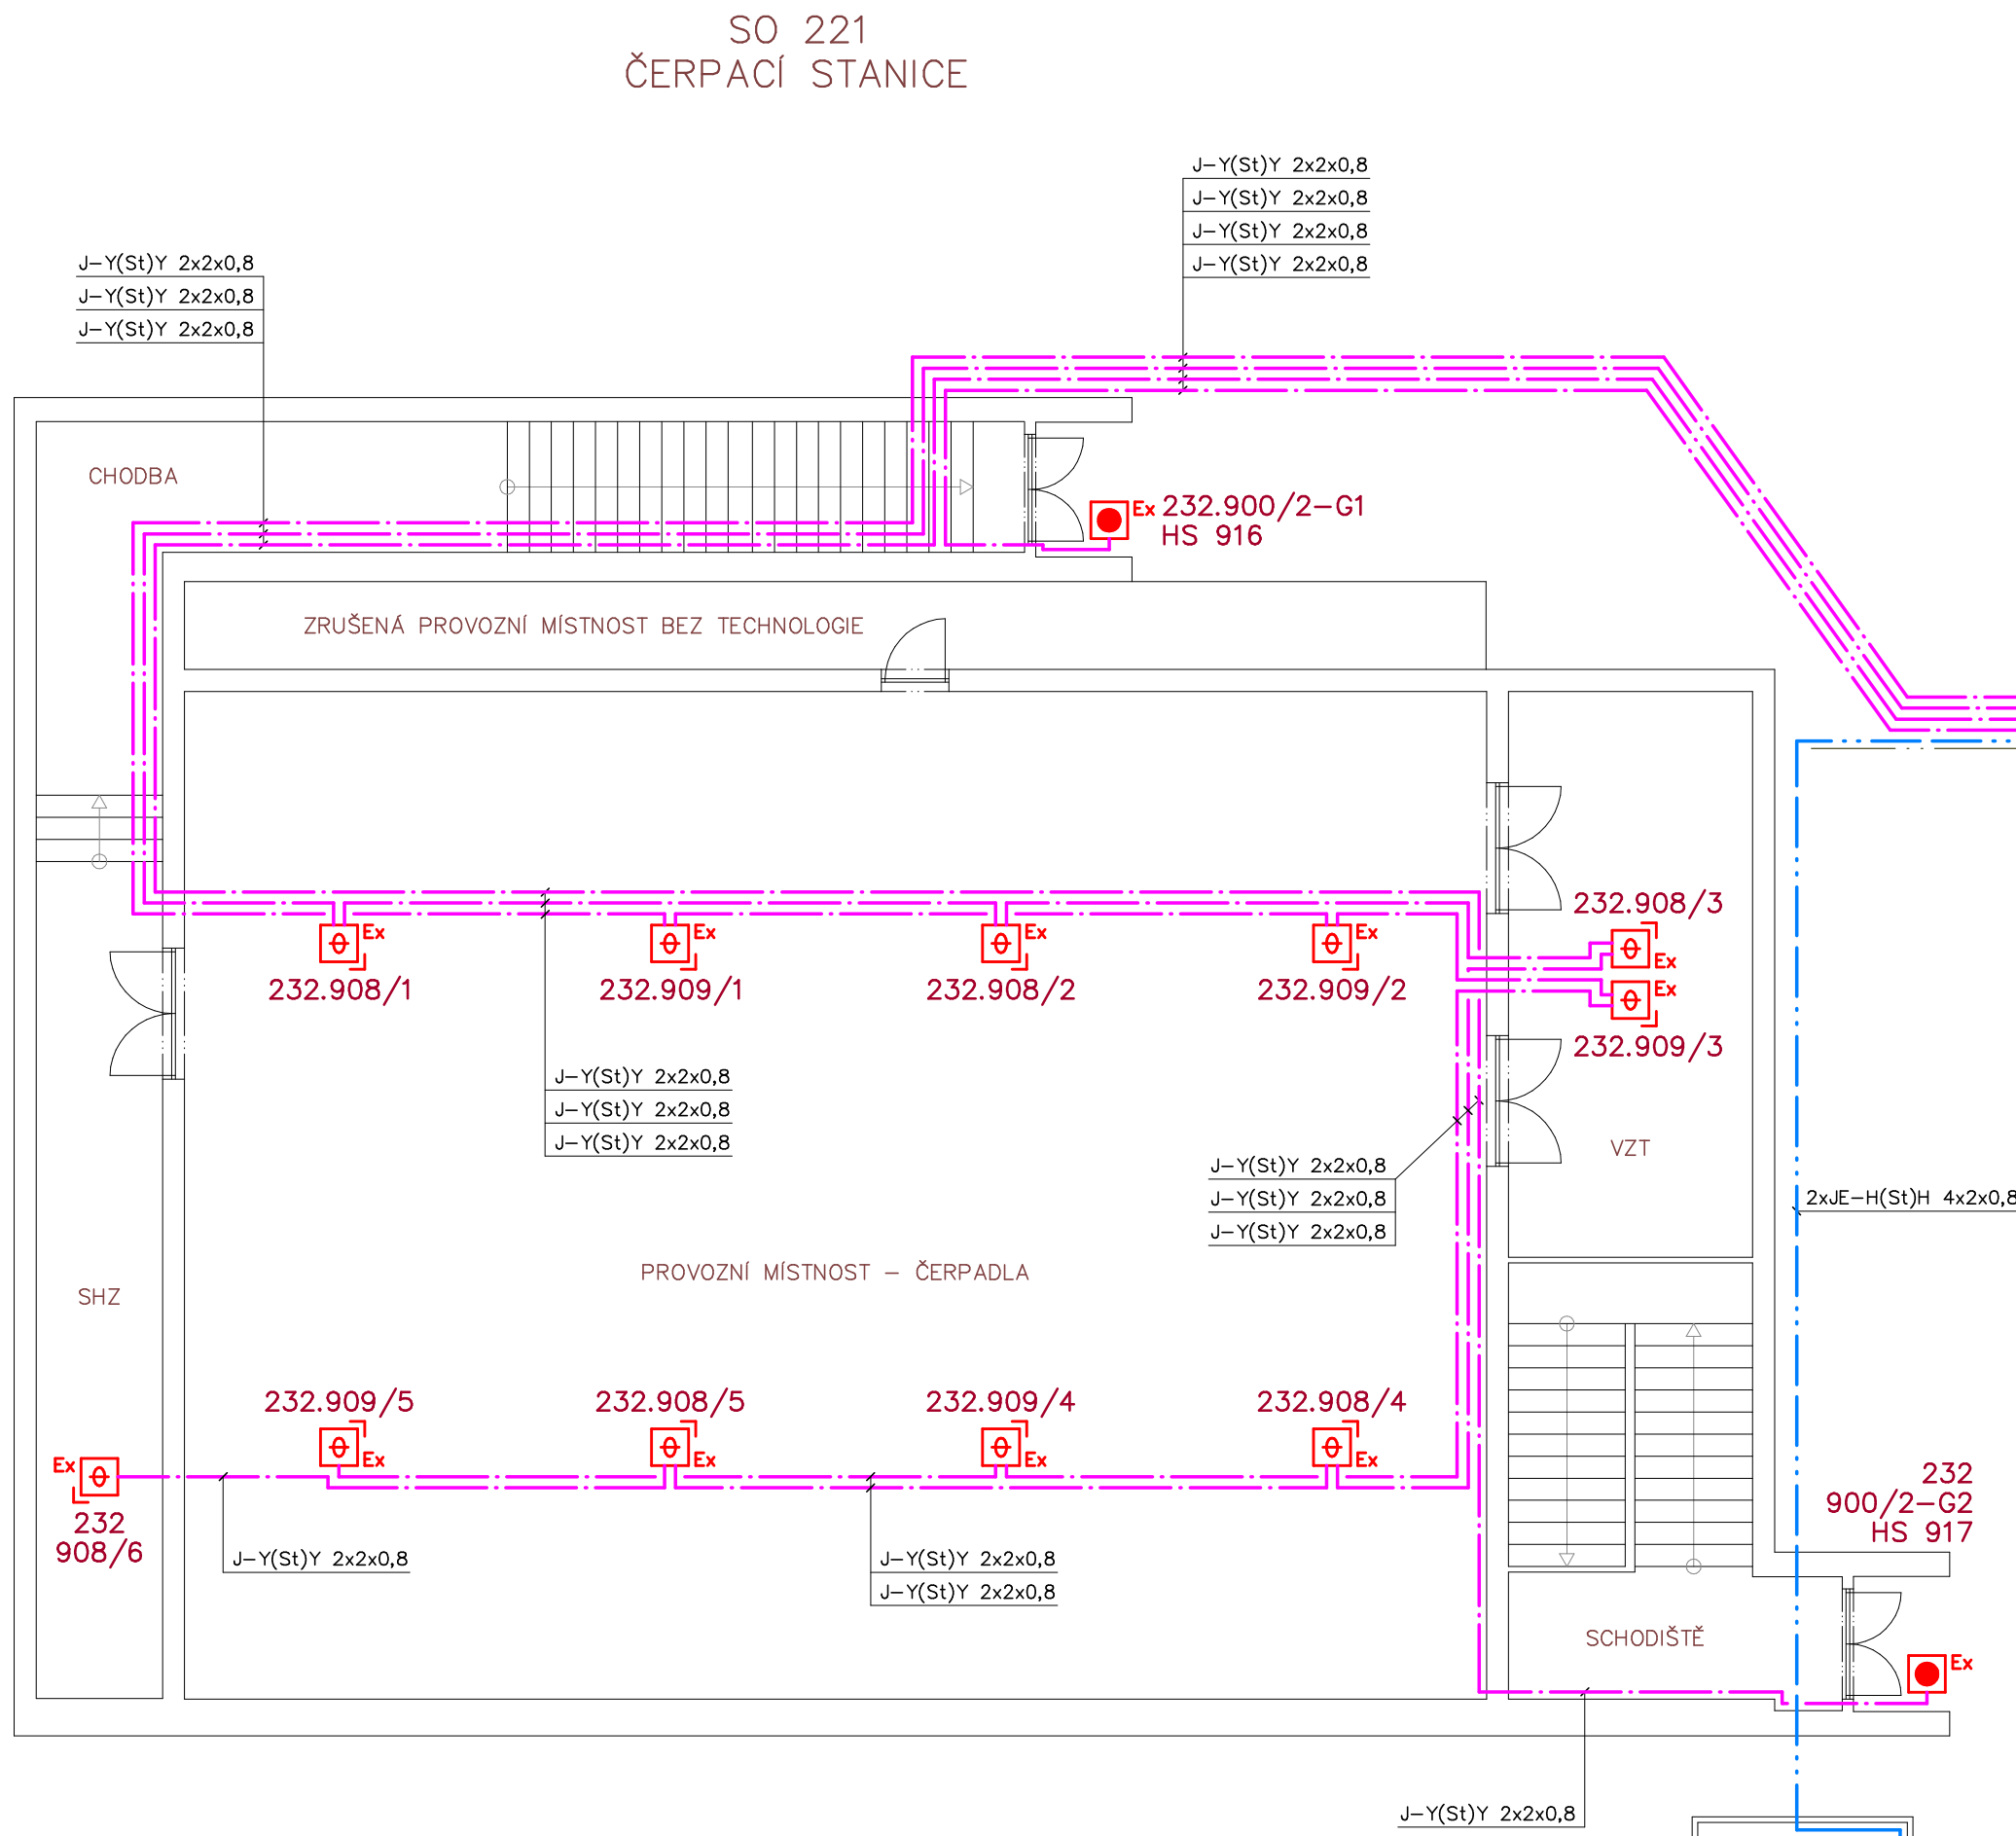 SO 221
ČERPACÍ STANICE
J-Y(St)Y 2x2x0,8
J-Y(St)Y 2x2x0,8
J-Y(St)Y 2x2x0,8
J-Y(St)Y 2x2x0,8
J-Y(St)Y 2x2x0,8
J-Y(St)Y 2x2x0,8
J-Y(St)Y 2x2x0,8
CHODBA
Ex 232.900/2-G1
HS 916
ZRUŠENÁ PROVOZNÍ MÍSTNOST BEZ TECHNOLOGIE
232.908/3
Ex
Ex
Ex
Ex
Ex
Ex
232.908/1
232.909/1
232.908/2
232.909/2
232.909/3
J-Y(St)Y 2x2x0,8
J-Y(St)Y 2x2x0,8
J-Y(St)Y 2x2x0,8
VZT
J-Y(St)Y 2x2x0,8
J-Y(St)Y 2x2x0,8
J-Y(St)Y 2x2x0,8
2xJE-H(St)H 4x2x0,8
PROVOZNÍ MÍSTNOST - ČERPADLA
SHZ
232.909/5
232.908/5
232.909/4
232.908/4
Ex
Ex
Ex
Ex
Ex
232
908/6
232
900/2-G2
HS 917
J-Y(St)Y 2x2x0,8
J-Y(St)Y 2x2x0,8
J-Y(St)Y 2x2x0,8
SCHODIŠTĚ
Ex
J-Y(St)Y 2x2x0,8